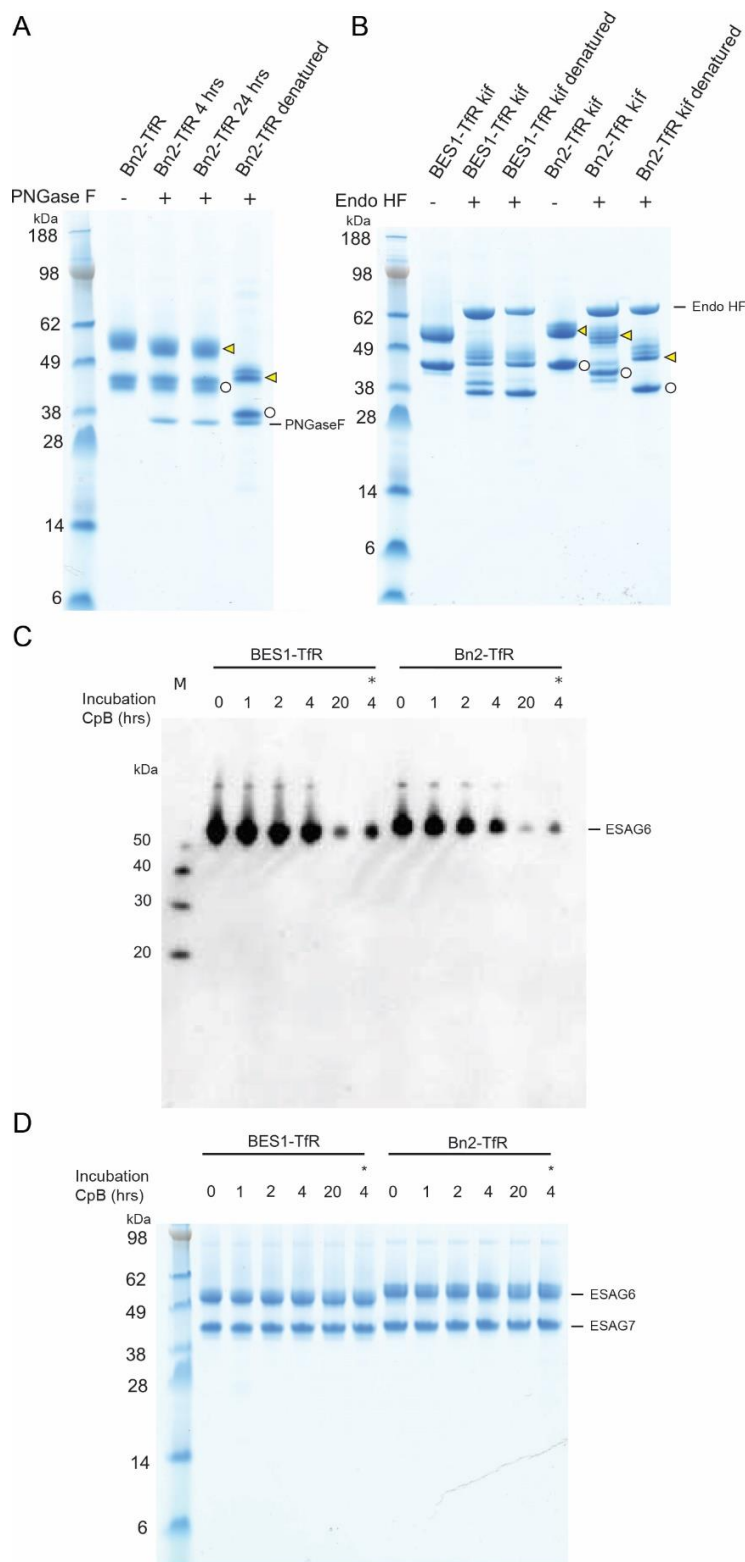 A
Bn2-TfR
Bn2-TfR 4 hrs
Bn2-TfR 24 hrs
Bn2-TfR denatured
PNGase F - + + +
kDa
188
98
62
49
38
28
14
6
PNGaseF
B
BES1-TfR kif
BES1-TfR kif
BES1-TfR kif denatured
Bn2-TfR kif
Bn2-TfR kif
Bn2-TfR kif denatured
Endo HF - + + - + +
kDa
188
98
62
49
38
28
14
6
Endo HF
C
BES1-TfR Bn2-TfR
M * *
Incubation
CpB (hrs) 0 1 2 4 20 4 0 1 2 4 20 4
kDa
50
40
30
20
ESAG6
D
BES1-TfR Bn2-TfR
* *
Incubation
CpB (hrs) 0 1 2 4 20 4 0 1 2 4 20 4
kDa
98
62
49
38
28
14
6
ESAG6
ESAG7